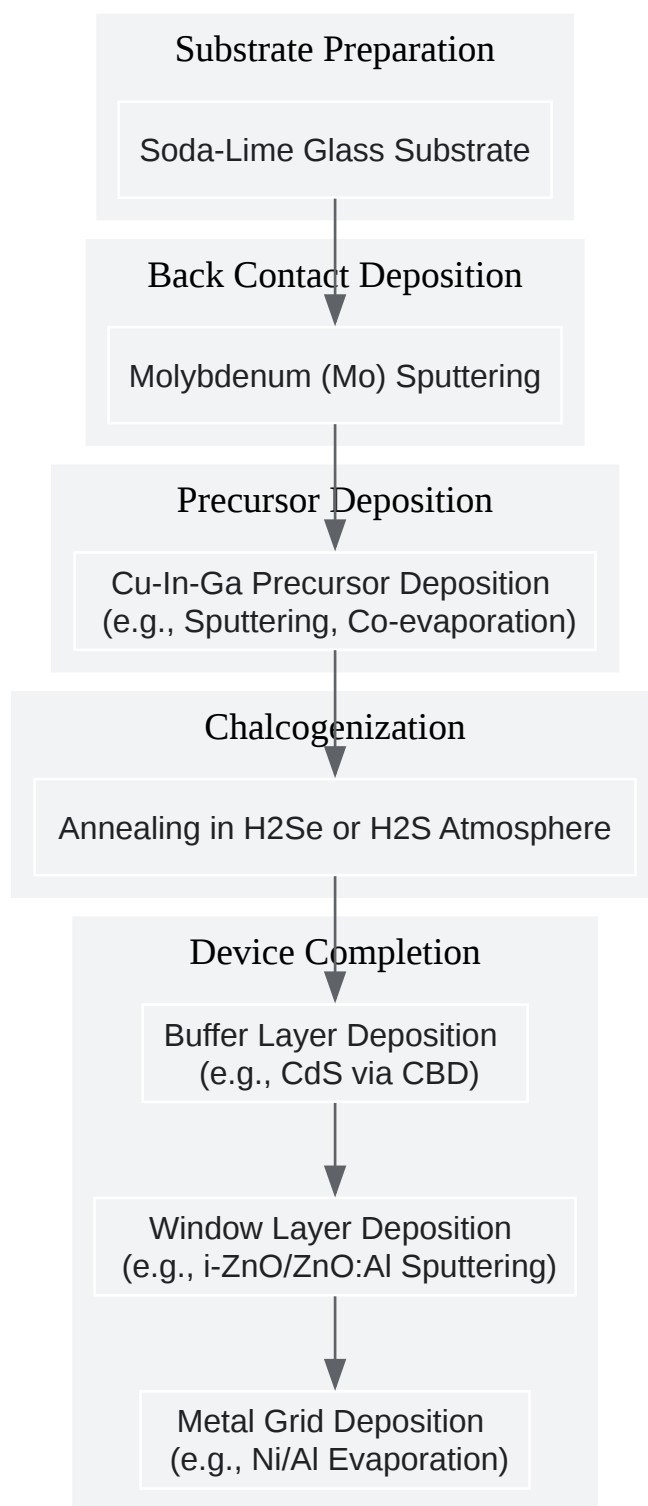 Substrate Preparation
Soda-Lime Glass Substrate
Back Contact Deposition
Molybdenum (Mo) Sputtering
Precursor Deposition
Cu-In-Ga Precursor Deposition
(e.g., Sputtering, Co-evaporation)
Chalcogenization
Annealing in H2Se or H2S Atmosphere
Device Completion
Buffer Layer Deposition
(e.g., CdS via CBD)
Window Layer Deposition
(e.g., i-ZnO/ZnO:Al Sputtering)
Metal Grid Deposition
(e.g., Ni/Al Evaporation)